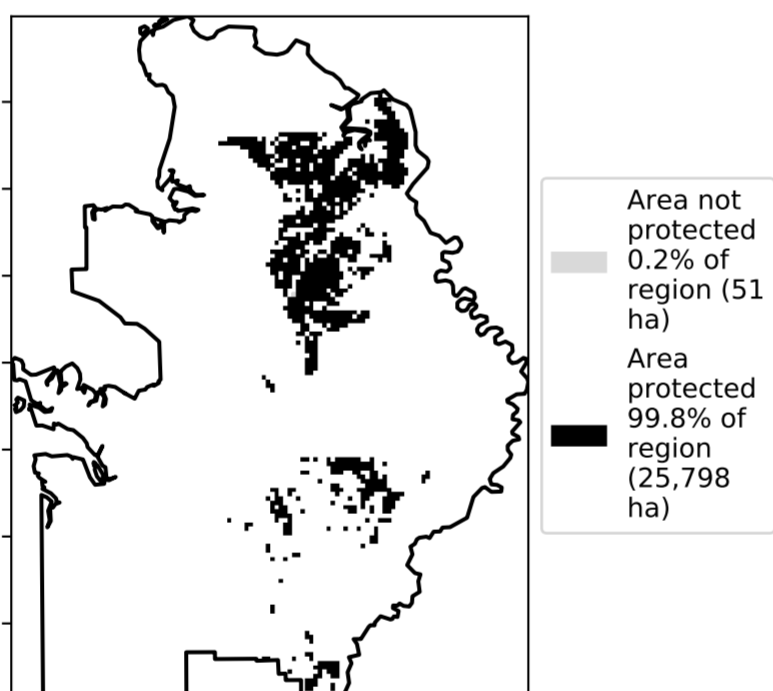 Area not
protected
0.2% of
region (51
ha)
Area
protected
99.8% of
region
(25,798
ha)